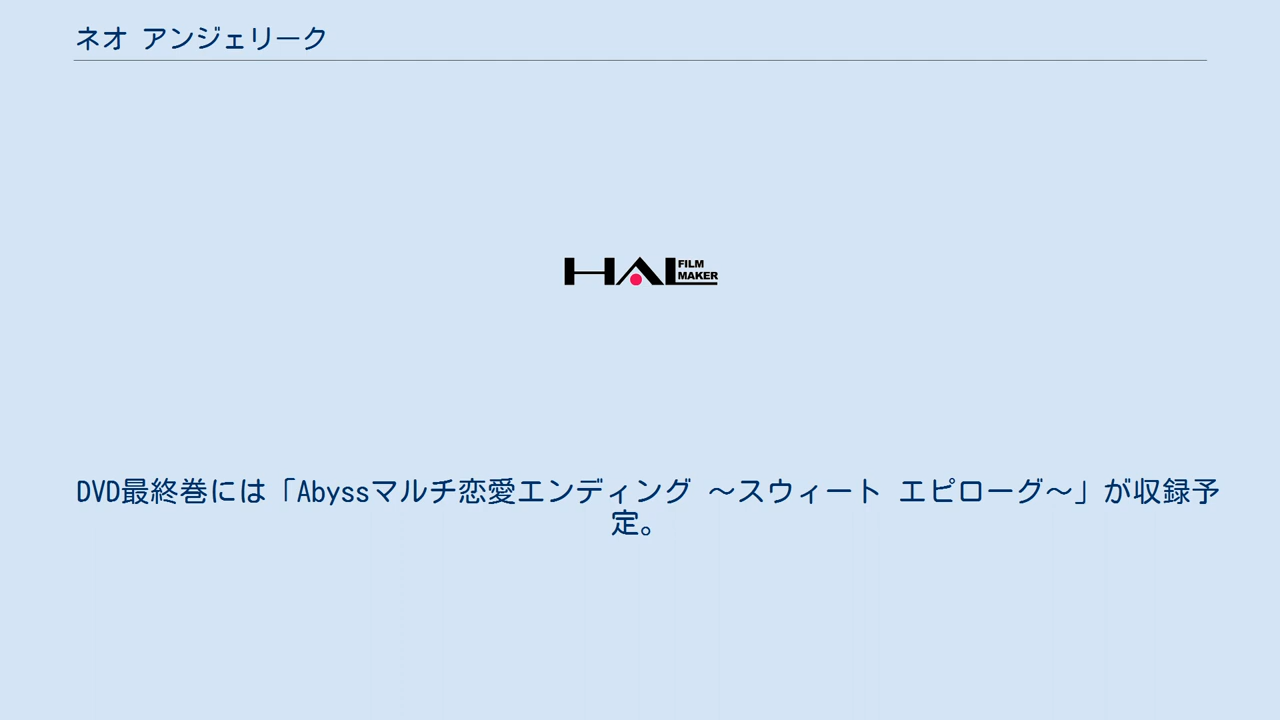 ネオ アンジェリーク
HAL FILM
MAKER
DVD最終巻には「Abyssマルチ恋愛エンディング ～スウィート エピローグ～」が収録予
定。